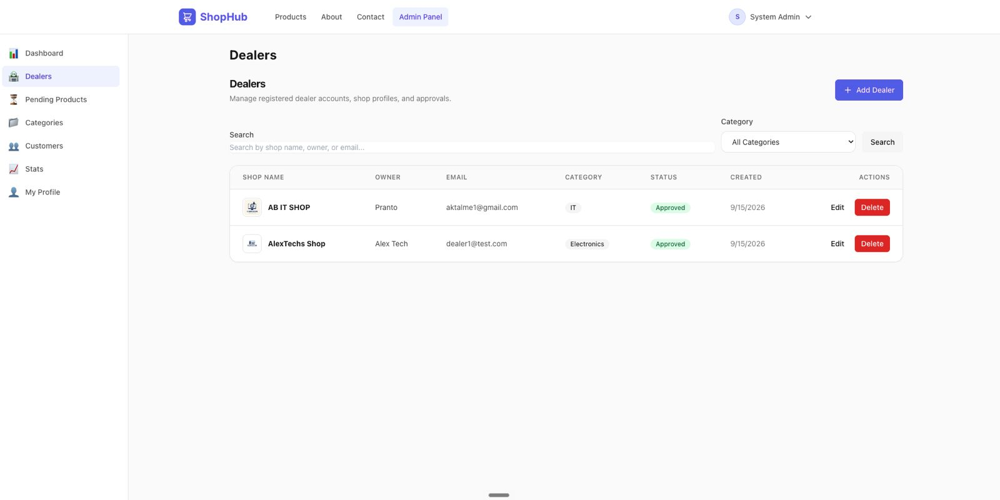 ShopHub
Products About Contact Admin Panel
S System Admin
Dashboard
Dealers
Pending Products
Categories
Customers
Stats
My Profile
Dealers
Dealers
Manage registered dealer accounts, shop profiles, and approvals.
+ Add Dealer
Search
Search by shop name, owner, or email...
Category
All Categories
Search
SHOP NAME OWNER EMAIL CATEGORY STATUS CREATED ACTIONS
AB IT SHOP Pranto aktalme1@gmail.com IT Approved 9/15/2026 Edit Delete
AlexTechs Shop Alex Tech dealer1@test.com Electronics Approved 9/15/2026 Edit Delete